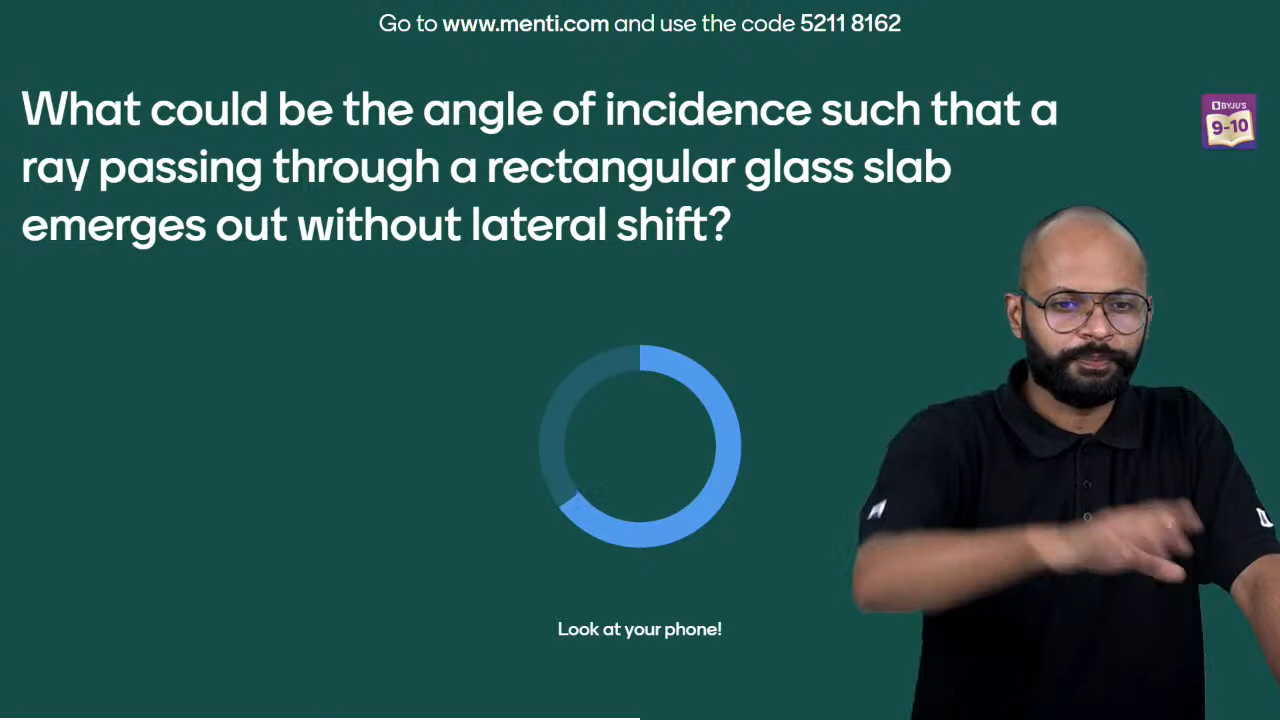 Go to www.menti.com and use the code 5211 8162
What could be the angle of incidence such that a
ray passing through a rectangular glass slab
emerges out without lateral shift?
BYJU'S
9-10
Look at your phone!